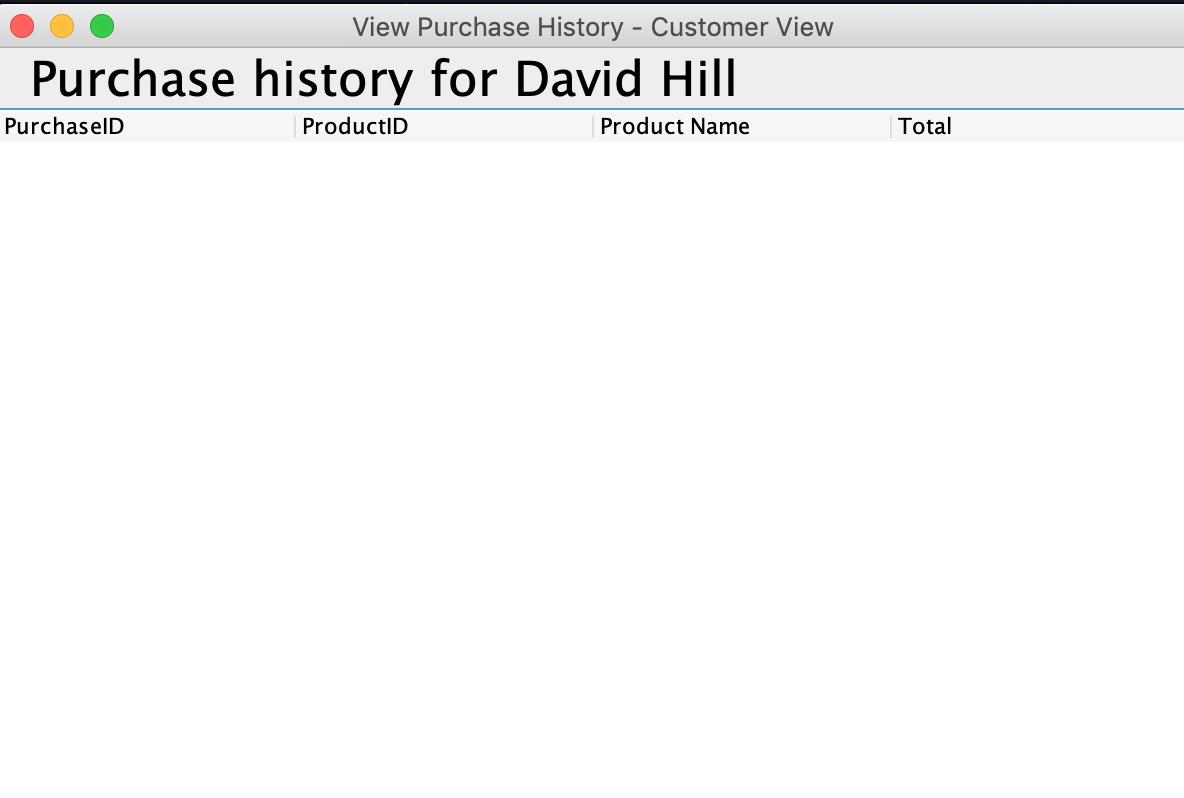 View Purchase History - Customer View
Purchase history for David Hill
PurchaseID ProductID Product Name Total